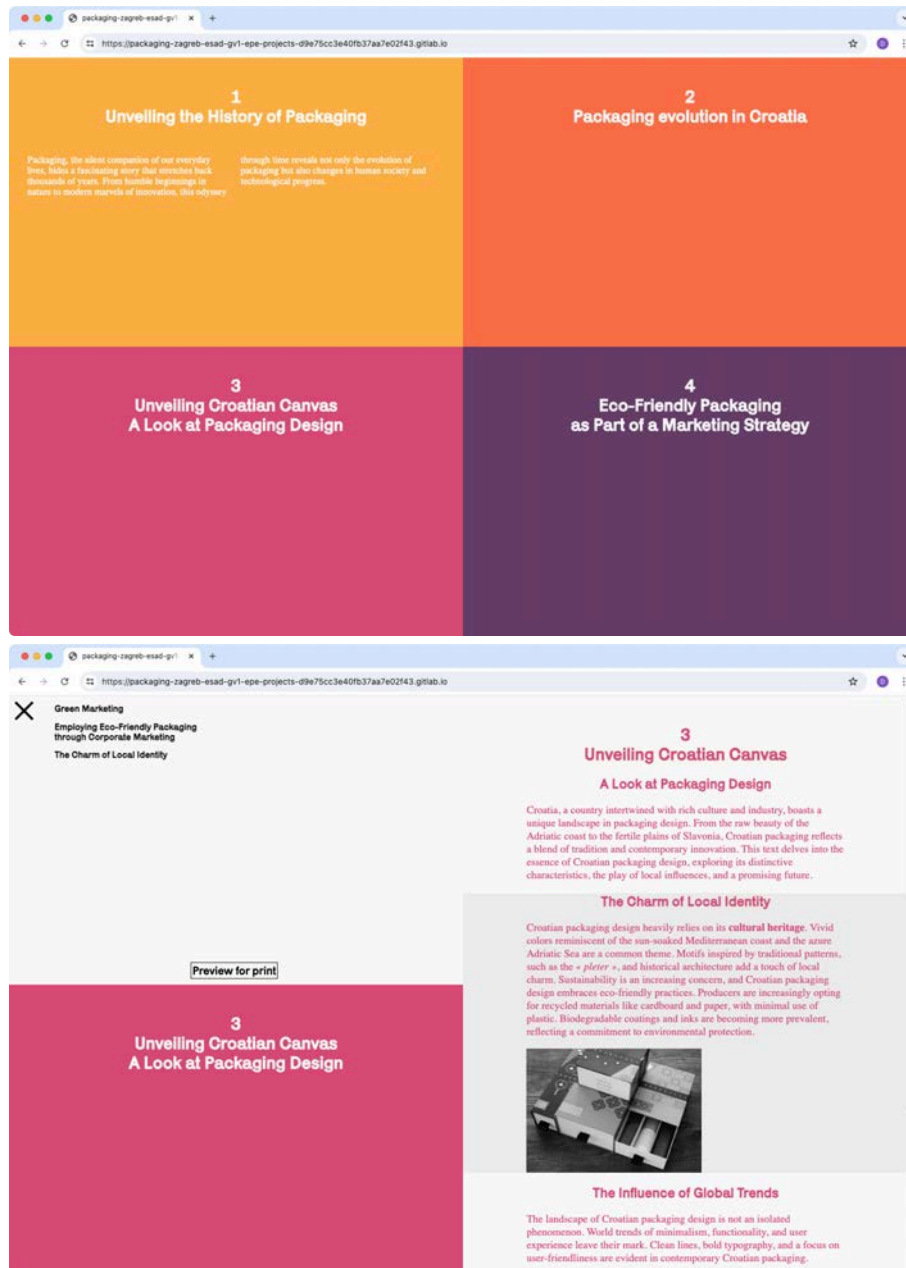 packaging-zagreb-esad-gv1
https://packaging-zagreb-esad-gv1-epe-projects-d9e75cc3e40fb37aa7e02f43.gitlab.io
1
Unveiling the History of Packaging
Packaging, the silent companion of our everyday
lives, hides a fascinating story that stretches back
thousands of years. From humble beginnings in
nature to modern marvels of innovation, this odyssey
through time reveals not only the evolution of
packaging but also changes in human society and
technological progress.
2
Packaging evolution in Croatia
3
Unveiling Croatian Canvas
A Look at Packaging Design
4
Eco-Friendly Packaging
as Part of a Marketing Strategy
packaging-zagreb-esad-gv1
https://packaging-zagreb-esad-gv1-epe-projects-d9e75cc3e40fb37aa7e02f43.gitlab.io
Green Marketing
Employing Eco-Friendly Packaging
through Corporate Marketing
The Charm of Local Identity
Preview for print
3
Unveiling Croatian Canvas
A Look at Packaging Design
3
Unveiling Croatian Canvas
A Look at Packaging Design
Croatia, a country intertwined with rich culture and industry, boasts a
unique landscape in packaging design. From the raw beauty of the
Adriatic coast to the fertile plains of Slavonia, Croatian packaging reflects
a blend of tradition and contemporary innovation. This text delves into the
essence of Croatian packaging design, exploring its distinctive
characteristics, the play of local influences, and a promising future.
The Charm of Local Identity
Croatian packaging design heavily relies on its cultural heritage. Vivid
colors reminiscent of the sun-soaked Mediterranean coast and the azure
Adriatic Sea are a common theme. Motifs inspired by traditional patterns,
such as the « pleter », and historical architecture add a touch of local
charm. Sustainability is an increasing concern, and Croatian packaging
design embraces eco-friendly practices. Producers are increasingly opting
for recycled materials like cardboard and paper, with minimal use of
plastic. Biodegradable coatings and inks are becoming more prevalent,
reflecting a commitment to environmental protection.
The Influence of Global Trends
The landscape of Croatian packaging design is not an isolated
phenomenon. World trends of minimalism, functionality, and user
experience leave their mark. Clean lines, bold typography, and a focus on
user-friendliness are evident in contemporary Croatian packaging.